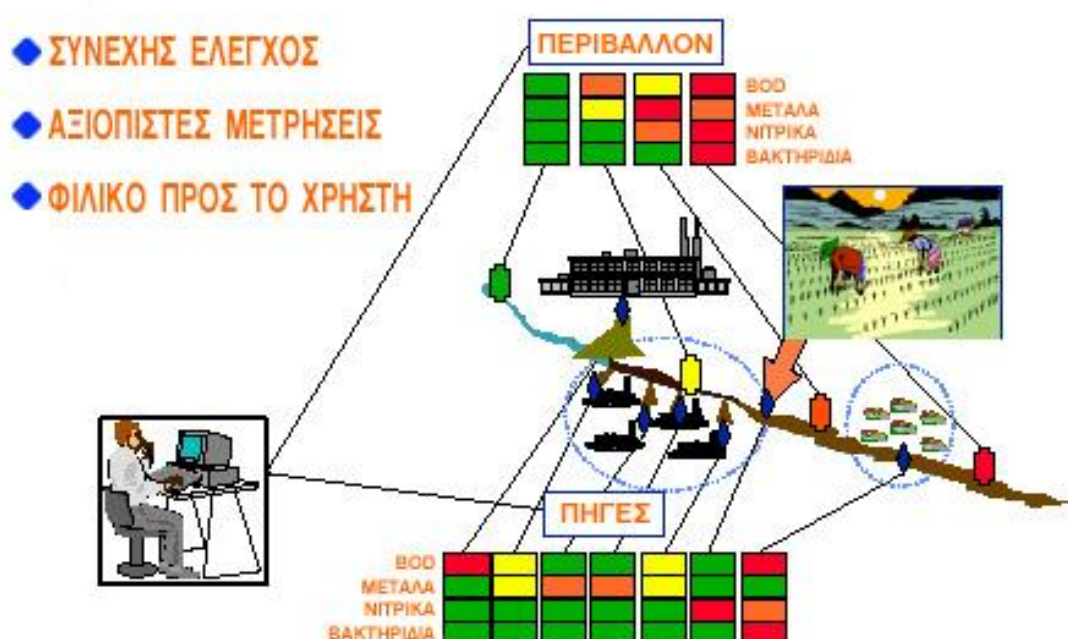 ΣΥΝΕΧΗΣ ΕΛΕΓΧΟΣ
ΑΞΙΟΠΙΣΤΕΣ ΜΕΤΡΗΣΕΙΣ
ΦΙΛΙΚΟ ΠΡΟΣ ΤΟ ΧΡΗΣΤΗ
ΠΕΡΙΒΑΛΛΟΝ
BOD
ΜΕΤΑΛΑ
ΝΙΤΡΙΚΑ
ΒΑΚΤΗΡΙΔΙΑ
ΠΗΓΕΣ
BOD
ΜΕΤΑΛΑ
ΝΙΤΡΙΚΑ
ΒΑΚΤΗΡΙΔΙΑ